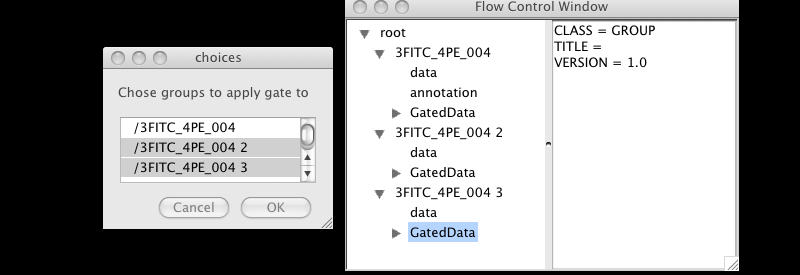 choices
Chose groups to apply gate to
/3FITC_4PE_004
/3FITC_4PE_004 2
/3FITC_4PE_004 3
Cancel
OK
Flow Control Window
root
3FITC_4PE_004
data
annotation
GatedData
3FITC_4PE_004 2
data
GatedData
3FITC_4PE_004 3
data
GatedData
CLASS = GROUP
TITLE =
VERSION = 1.0